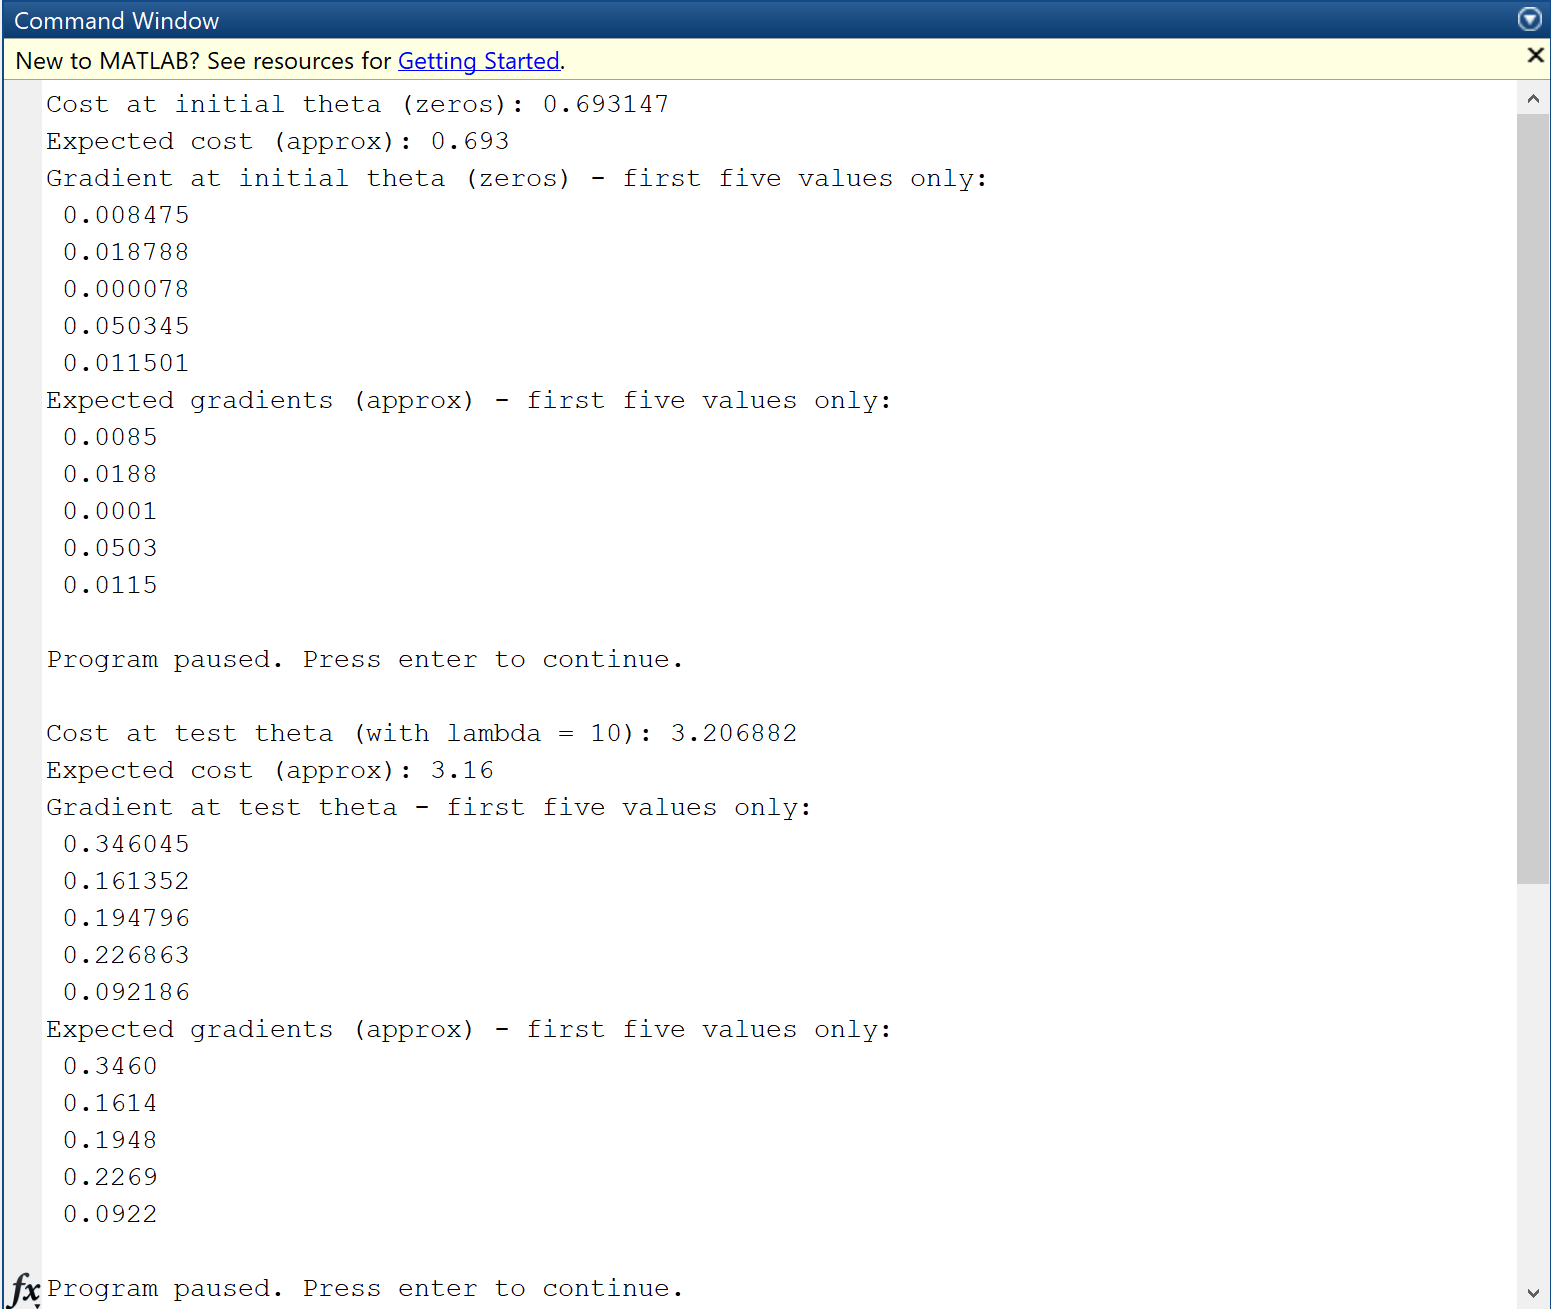 Command Window
New to MATLAB? See resources for Getting Started.
Cost at initial theta (zeros): 0.693147
Expected cost (approx): 0.693
Gradient at initial theta (zeros) - first five values only:
0.008475
0.018788
0.000078
0.050345
0.011501
Expected gradients (approx) - first five values only:
0.0085
0.0188
0.0001
0.0503
0.0115
Program paused. Press enter to continue.
Cost at test theta (with lambda = 10): 3.206882
Expected cost (approx): 3.16
Gradient at test theta - first five values only:
0.346045
0.161352
0.194796
0.226863
0.092186
Expected gradients (approx) - first five values only:
0.3460
0.1614
0.1948
0.2269
0.0922
fx Program paused. Press enter to continue.